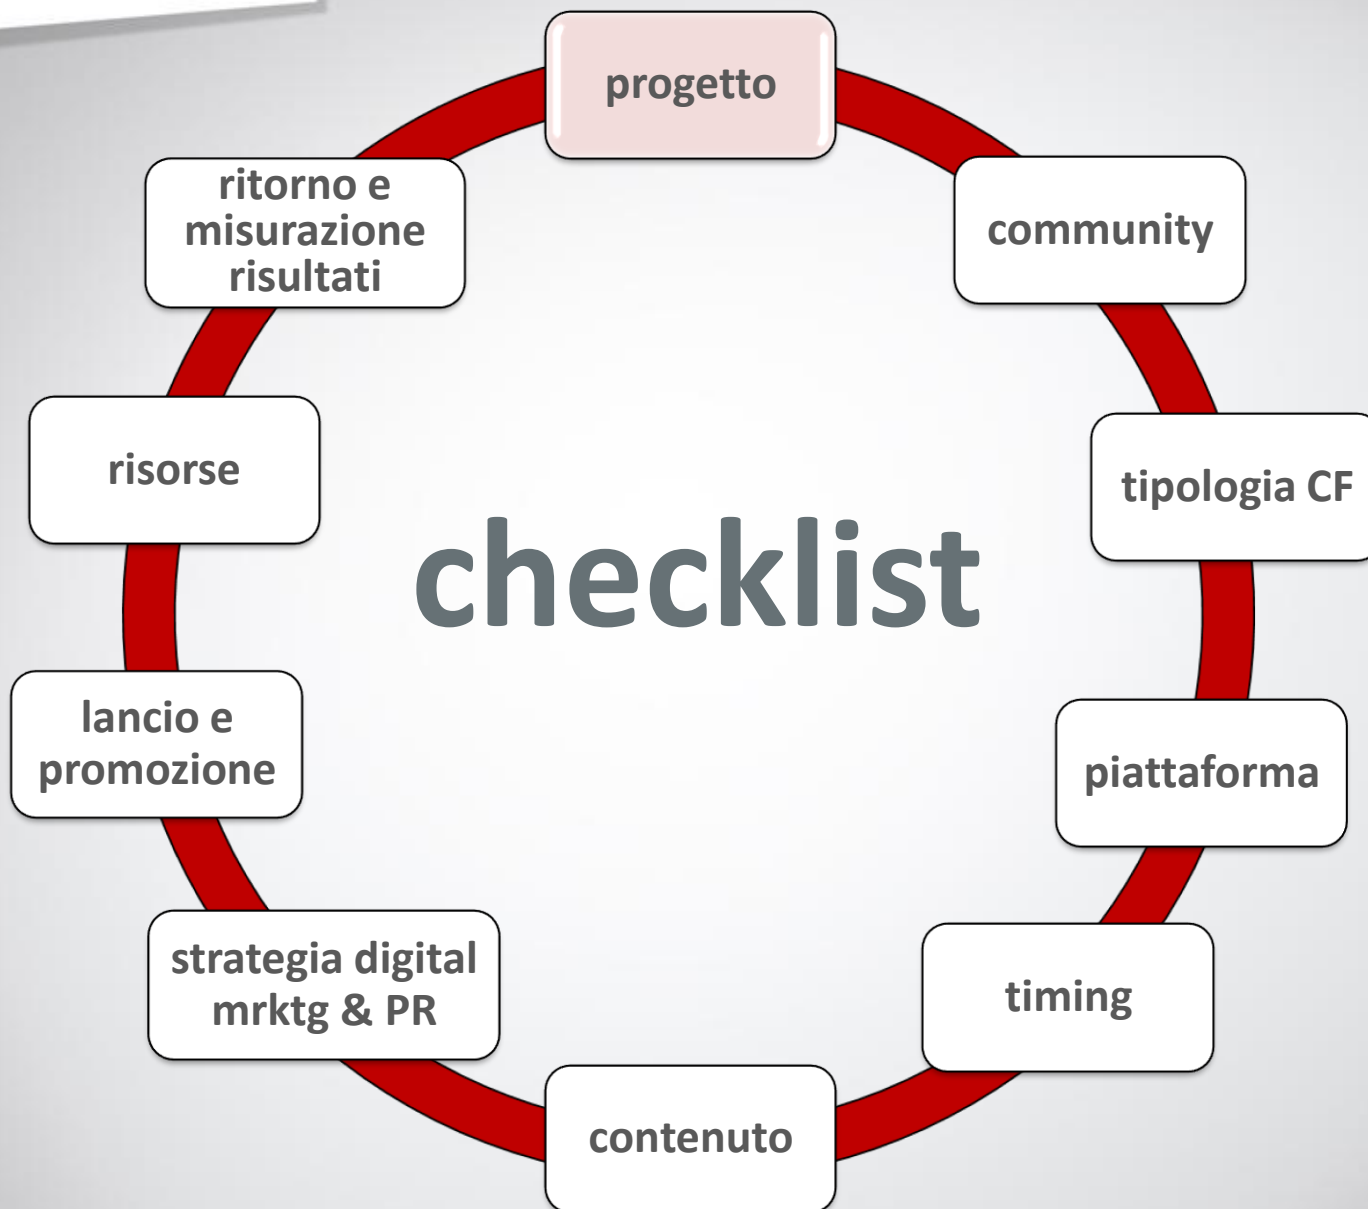 progetto
community
tipologia CF
piattaforma
timing
contenuto
strategia digital
mrktg & PR
lancio e
promozione
risorse
ritorno e
misurazione
risultati
checklist